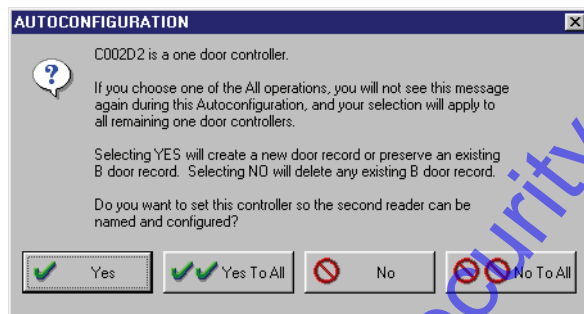 AUTOCONFIGURATION
C002D2 is a one door controller.
If you choose one of the All operations, you will not see this message
again during this Autoconfiguration, and your selection will apply to
all remaining one door controllers.
Selecting YES will create a new door record or preserve an existing
B door record. Selecting NO will delete any existing B door record.
Do you want to set this controller so the second reader can be
named and configured?
Yes
Yes To All
No
No To All